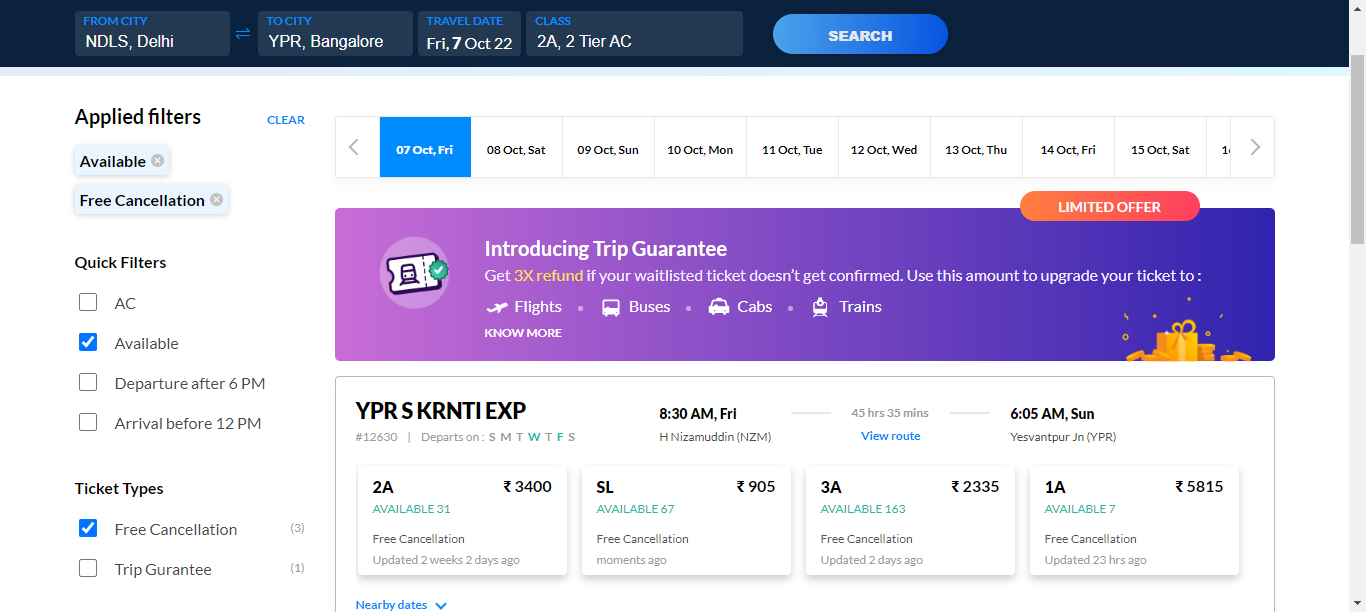 FROM CITY
NDLS, Delhi
TO CITY
YPR, Bangalore
TRAVEL DATE
Fri, 7 Oct 22
CLASS
2A, 2 Tier AC
SEARCH
Applied filters
CLEAR
Available
Free Cancellation
Quick Filters
AC
Available
Departure after 6 PM
Arrival before 12 PM
Ticket Types
Free Cancellation (3)
Trip Gurantee (1)
07 Oct, Fri
08 Oct, Sat
09 Oct, Sun
10 Oct, Mon
11 Oct, Tue
12 Oct, Wed
13 Oct, Thu
14 Oct, Fri
15 Oct, Sat
LIMITED OFFER
Introducing Trip Guarantee
Get 3X refund if your waitlisted ticket doesn’t get confirmed. Use this amount to upgrade your ticket to :
Flights • Buses • Cabs • Trains
KNOW MORE
YPR S KRNTI EXP
#12630 | Departs on : S M T W T F S
8:30 AM, Fri
H Nizamuddin (NZM)
45 hrs 35 mins
View route
6:05 AM, Sun
Yesvantpur Jn (YPR)
2A ₹ 3400
AVAILABLE 31
Free Cancellation
Updated 2 weeks 2 days ago
SL ₹ 905
AVAILABLE 67
Free Cancellation
moments ago
3A ₹ 2335
AVAILABLE 163
Free Cancellation
Updated 2 days ago
1A ₹ 5815
AVAILABLE 7
Free Cancellation
Updated 23 hrs ago
Nearby dates